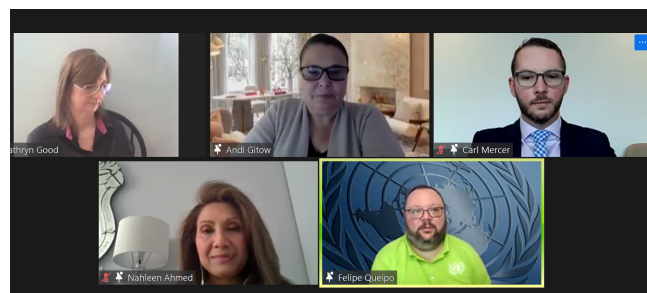 athryn Good
Andi Gitow
Carl Mercer
Nahleen Ahmed
Felipe Queipo